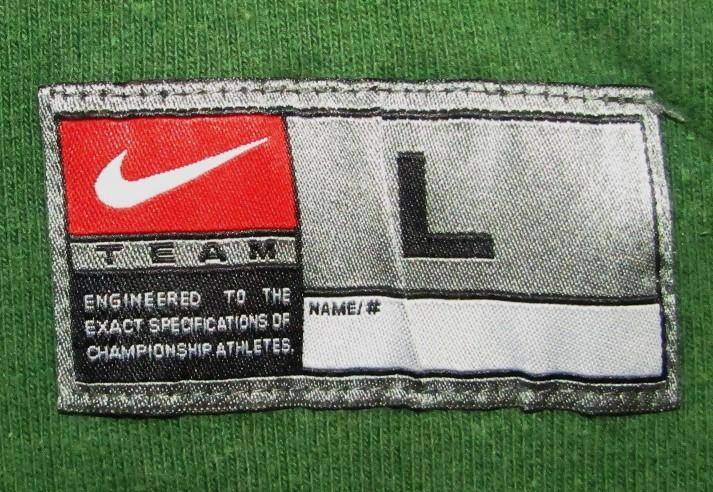 TEAM
ENGINEERED TO THE
EXACT SPECIFICATIONS OF
CHAMPIONSHIP ATHLETES.
L
NAME/#